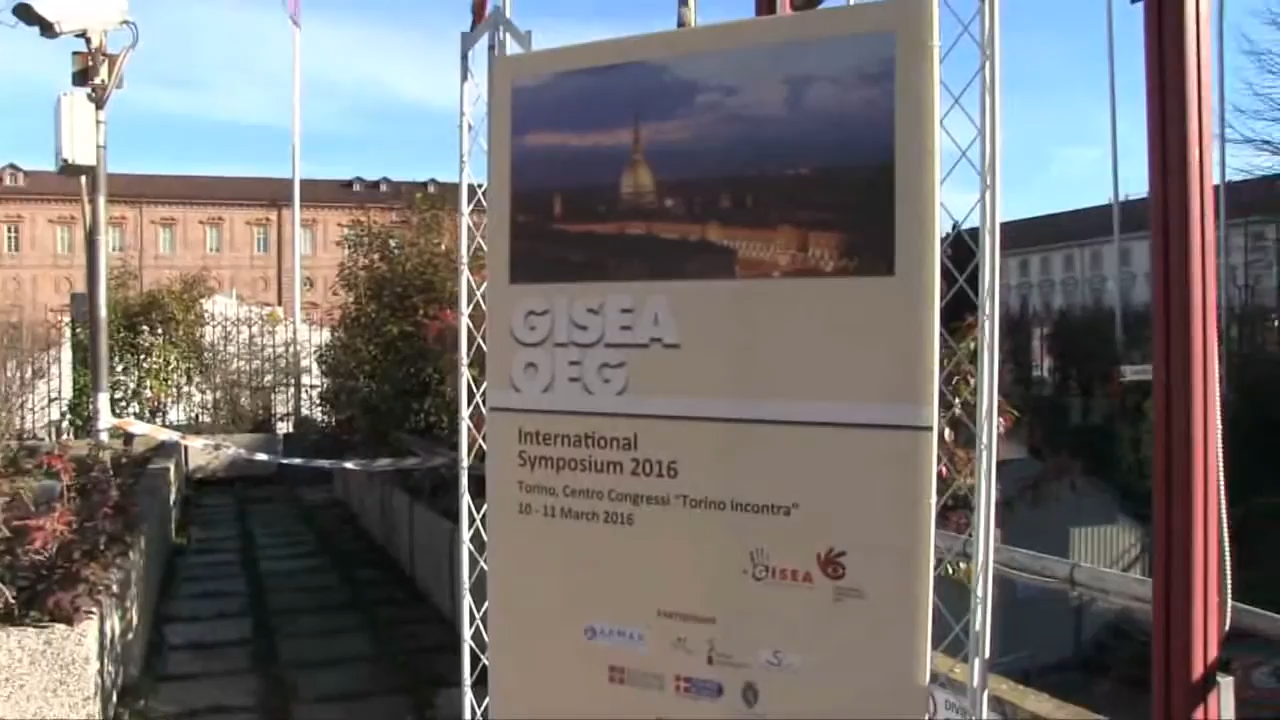 GISEA
OEG
International
Symposium 2016
Torino, Centro Congressi "Torino Incontra"
10 - 11 March 2016
GISEA